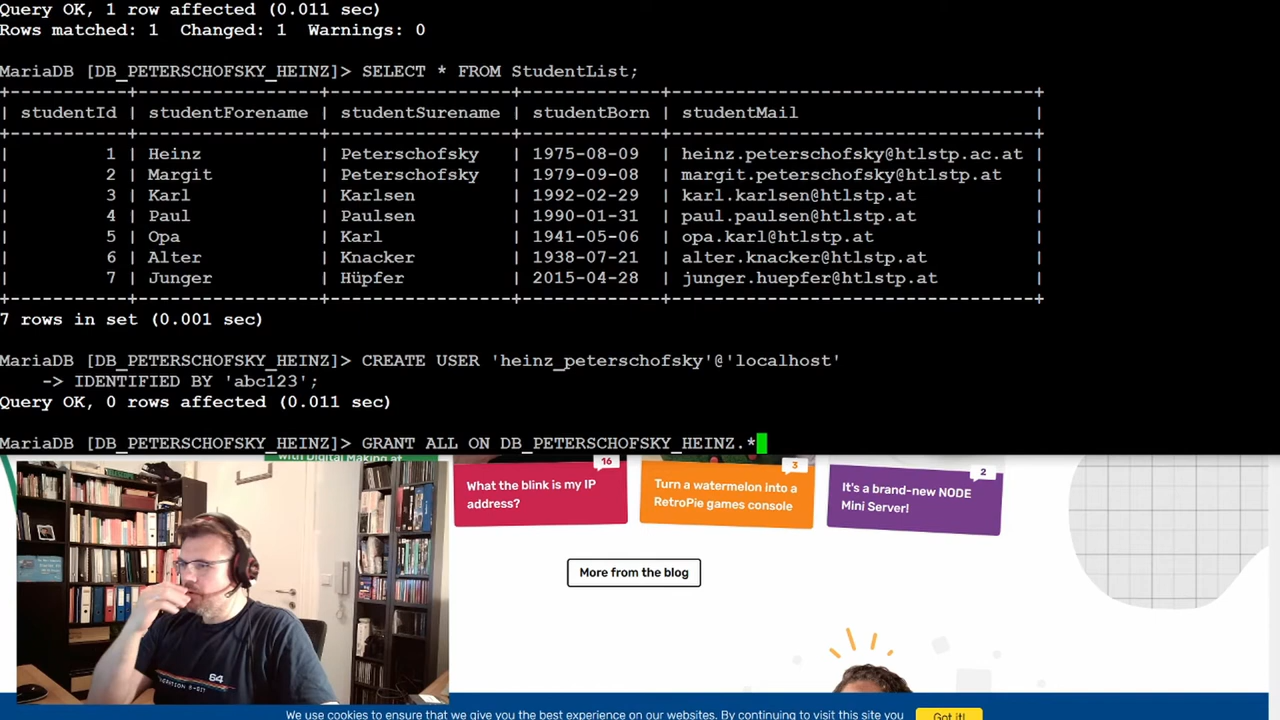 Query OK, 1 row affected (0.011 sec)
Rows matched: 1  Changed: 1  Warnings: 0
MariaDB [DB_PETERSCHOFSKY_HEINZ]> SELECT * FROM StudentList;
+-----------+-----------------+-----------------+-------------+----------------------------------+
| studentId | studentForename | studentSurename | studentBorn | studentMail |
+-----------+-----------------+-----------------+-------------+----------------------------------+
| 1 | Heinz | Peterschofsky | 1975-08-09 | heinz.peterschofsky@htlstp.ac.at |
| 2 | Margit | Peterschofsky | 1979-09-08 | margit.peterschofsky@htlstp.at |
| 3 | Karl | Karlsen | 1992-02-29 | karl.karlsen@htlstp.at |
| 4 | Paul | Paulsen | 1990-01-31 | paul.paulsen@htlstp.at |
| 5 | Opa | Karl | 1941-05-06 | opa.karl@htlstp.at |
| 6 | Alter | Knacker | 1938-07-21 | alter.knacker@htlstp.at |
| 7 | Junger | Hüpfer | 2015-04-28 | junger.huepfer@htlstp.at |
+-----------+-----------------+-----------------+-------------+----------------------------------+
7 rows in set (0.001 sec)
MariaDB [DB_PETERSCHOFSKY_HEINZ]> CREATE USER 'heinz_peterschofsky'@'localhost'
    -> IDENTIFIED BY 'abc123';
Query OK, 0 rows affected (0.011 sec)
MariaDB [DB_PETERSCHOFSKY_HEINZ]> GRANT ALL ON DB_PETERSCHOFSKY_HEINZ.*
with Digital Making at
16
What the blink is my IP
address?
3
Turn a watermelon into a
RetroPie games console
2
It's a brand-new NODE
Mini Server!
More from the blog
64
We use cookies to ensure that we give you the best experience on our websites. By continuing to visit this site you
Got it!